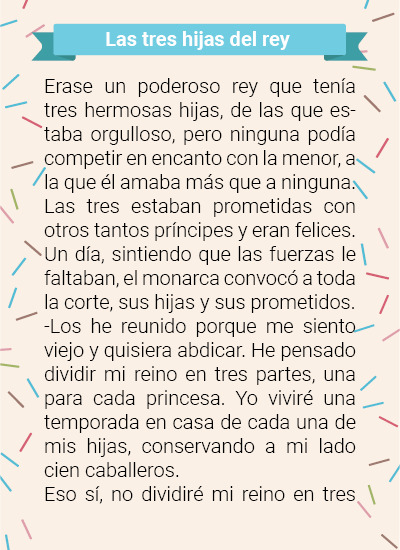 Las tres hijas del rey
Erase un poderoso rey que tenía
tres hermosas hijas, de las que es-
taba orgulloso, pero ninguna podía
competir en encanto con la menor, a
la que él amaba más que a ninguna.
Las tres estaban prometidas con
otros tantos príncipes y eran felices.
Un día, sintiendo que las fuerzas le
faltaban, el monarca convocó a toda
la corte, sus hijas y sus prometidos.
-Los he reunido porque me siento
viejo y quisiera abdicar. He pensado
dividir mi reino en tres partes, una
para cada princesa. Yo viviré una
temporada en casa de cada una de
mis hijas, conservando a mi lado
cien caballeros.
Eso sí, no dividiré mi reino en tres